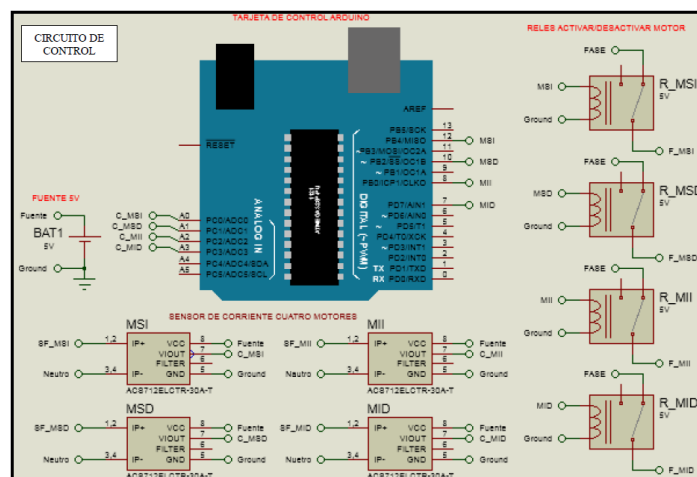 CIRCUITO DE
CONTROL
TARJETA DE CONTROL ARDUINO
RELES ACTIVAR/DESACTIVAR MOTOR
RESET
ANALOG IN
DIGITAL (~PWM)
AREF
PB5/SCK 13
PB4/MISO 12 MSI
~ PB3/MOSI/OC2A 11
~ PB2/SS/OC1B 10 MSD
~ PB1/OC1A 9
PB0/ICP1/CLKO 8 MII
PD7/AIN1 7 MID
~ PD6/AIN0 6
~ PD5/T1 5
PD4/T0/XCK 4
~ PD3/INT1 3
PD2/INT0 2
TX PD1/TXD 1
RX PD0/RXD 0
C_MSI A0 PC0/ADC0
C_MSD A1 PC1/ADC1
C_MII A2 PC2/ADC2
C_MID A3 PC3/ADC3
A4 PC4/ADC4/SDA
A5 PC5/ADC5/SCL
FUENTE 5V
Fuente
BAT1
5V
Ground
FASE
MSI
Ground
R_MSI
5V
F_MSI
FASE
MSD
Ground
R_MSD
5V
F_MSD
FASE
MII
Ground
R_MII
5V
F_MII
FASE
MID
Ground
R_MID
5V
F_MID
SENSOR DE CORRIENTE CUATRO MOTORES
MSI
SF_MSI 1,2 IP+ VCC 8 Fuente
VIOUT 7 C_MSI
FILTER 6
Neutro 3,4 IP- GND 5 Ground
ACS712ELCTR-30A-T
MII
SF_MII 1,2 IP+ VCC 8 Fuente
VIOUT 7 C_MII
FILTER 6
Neutro 3,4 IP- GND 5 Ground
ACS712ELCTR-30A-T
MSD
SF_MSD 1,2 IP+ VCC 8 Fuente
VIOUT 7 C_MSD
FILTER 6
Neutro 3,4 IP- GND 5 Ground
ACS712ELCTR-30A-T
MID
SF_MID 1,2 IP+ VCC 8 Fuente
VIOUT 7 C_MID
FILTER 6
Nuetro 3,4 IP- GND 5 Ground
ACS712ELCTR-30A-T